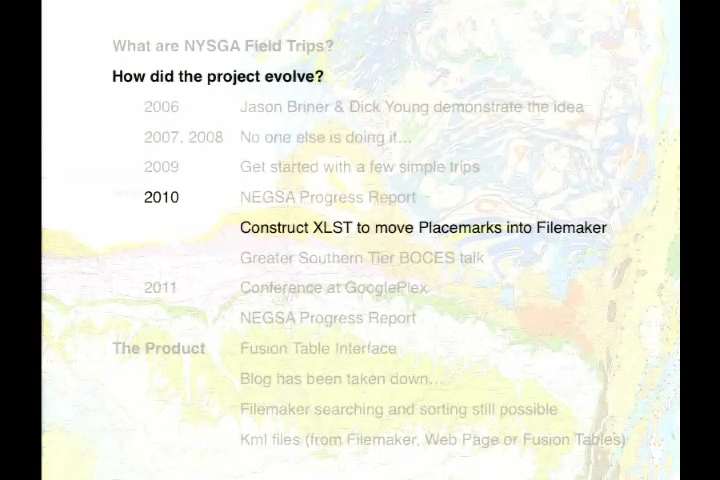 What are NYSGA Field Trips?
How did the project evolve?
2006 Jason Briner & Dick Young demonstrate the idea
2007, 2008 No one else is doing it...
2009 Get started with a few simple trips
2010 NEGSA Progress Report
Construct XLST to move Placemarks into Filemaker
Greater Southern Tier BOCES talk
2011 Conference at GooglePlex
NEGSA Progress Report
The Product Fusion Table Interface
Blog has been taken down...
Filemaker searching and sorting still possible
Kml files (from Filemaker, Web Page or Fusion Tables)